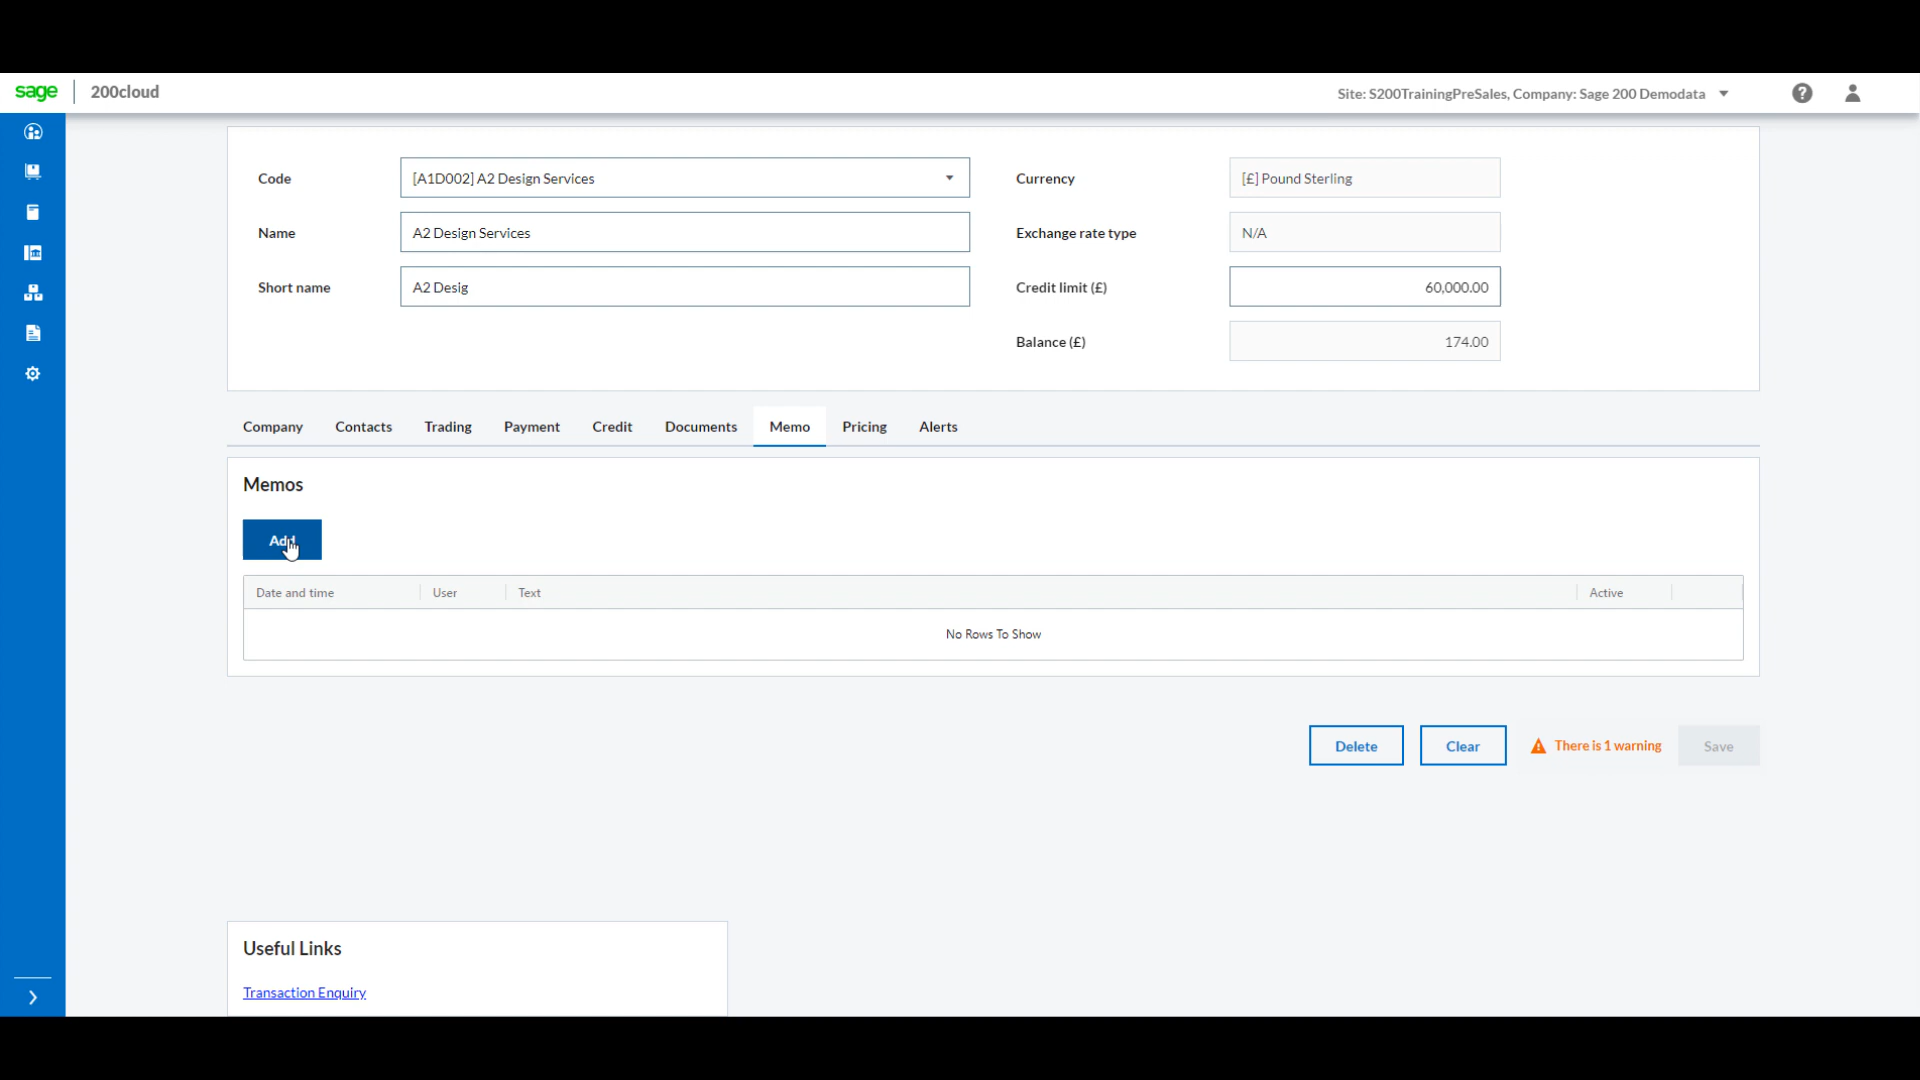 sage 200cloud
Site: S200TrainingPreSales, Company: Sage 200 Demodata
Code [A1D002] A2 Design Services
Currency [£] Pound Sterling
Name A2 Design Services
Exchange rate type N/A
Short name A2 Desig
Credit limit (£) 60,000.00
Balance (£) 174.00
Company Contacts Trading Payment Credit Documents Memo Pricing Alerts
Memos
Add
Date and time User Text Active
No Rows To Show
Delete Clear There is 1 warning Save
Useful Links
Transaction Enquiry